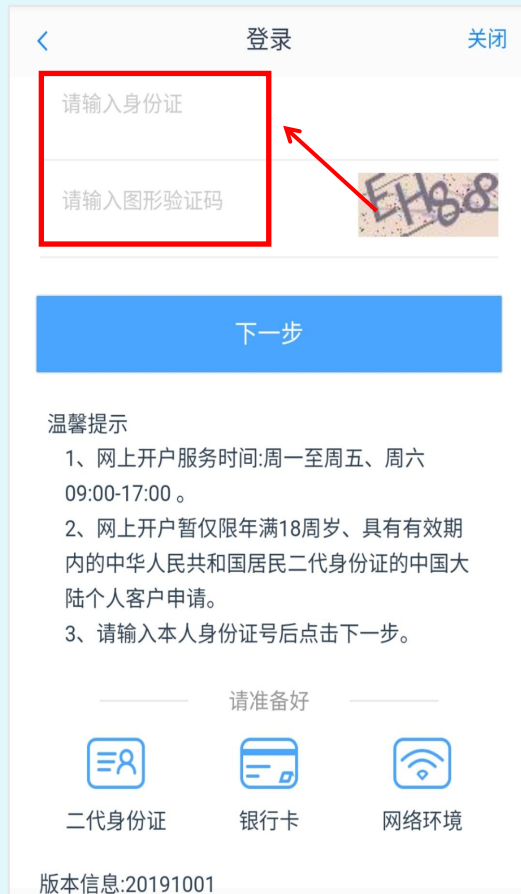 登录
关闭
请输入身份证
请输入图形验证码
EH88
下一步
温馨提示
1、网上开户服务时间:周一至周五、周六
09:00-17:00 。
2、网上开户暂仅限年满18周岁、具有有效期
内的中华人民共和国居民二代身份证的中国大
陆个人客户申请。
3、请输入本人身份证号后点击下一步。
请准备好
二代身份证
银行卡
网络环境
版本信息:20191001